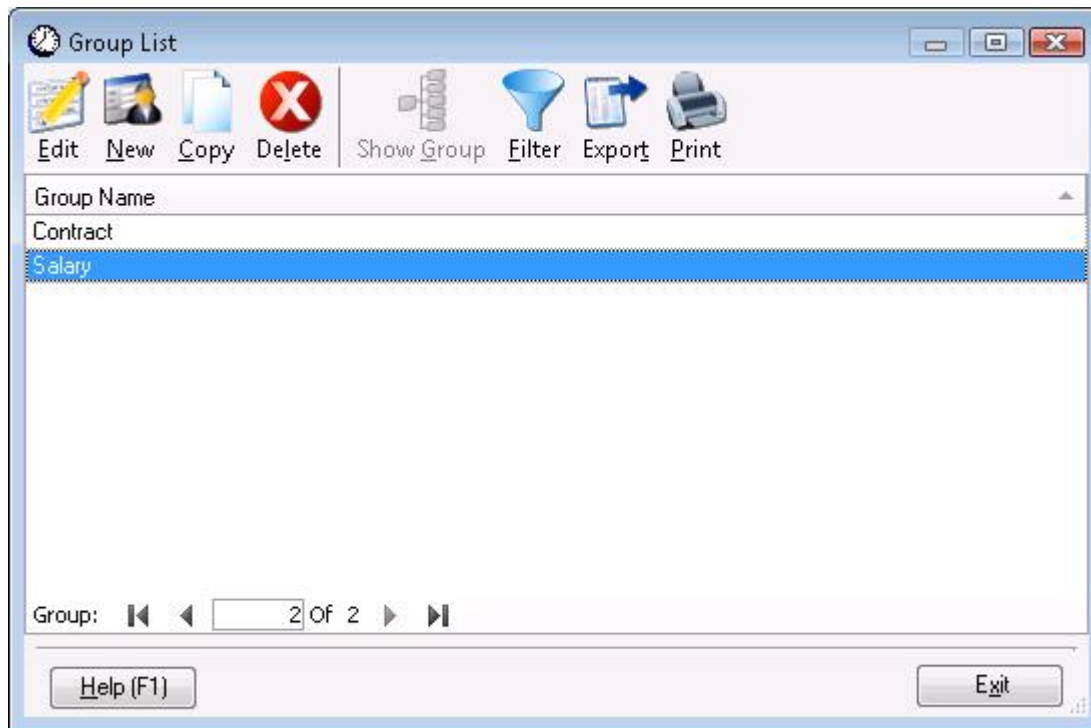 Group List
Edit New Copy Delete Show Group Filter Export Print
Group Name
Contract
Salary
Group: 2 Of 2
Help (F1) Exit